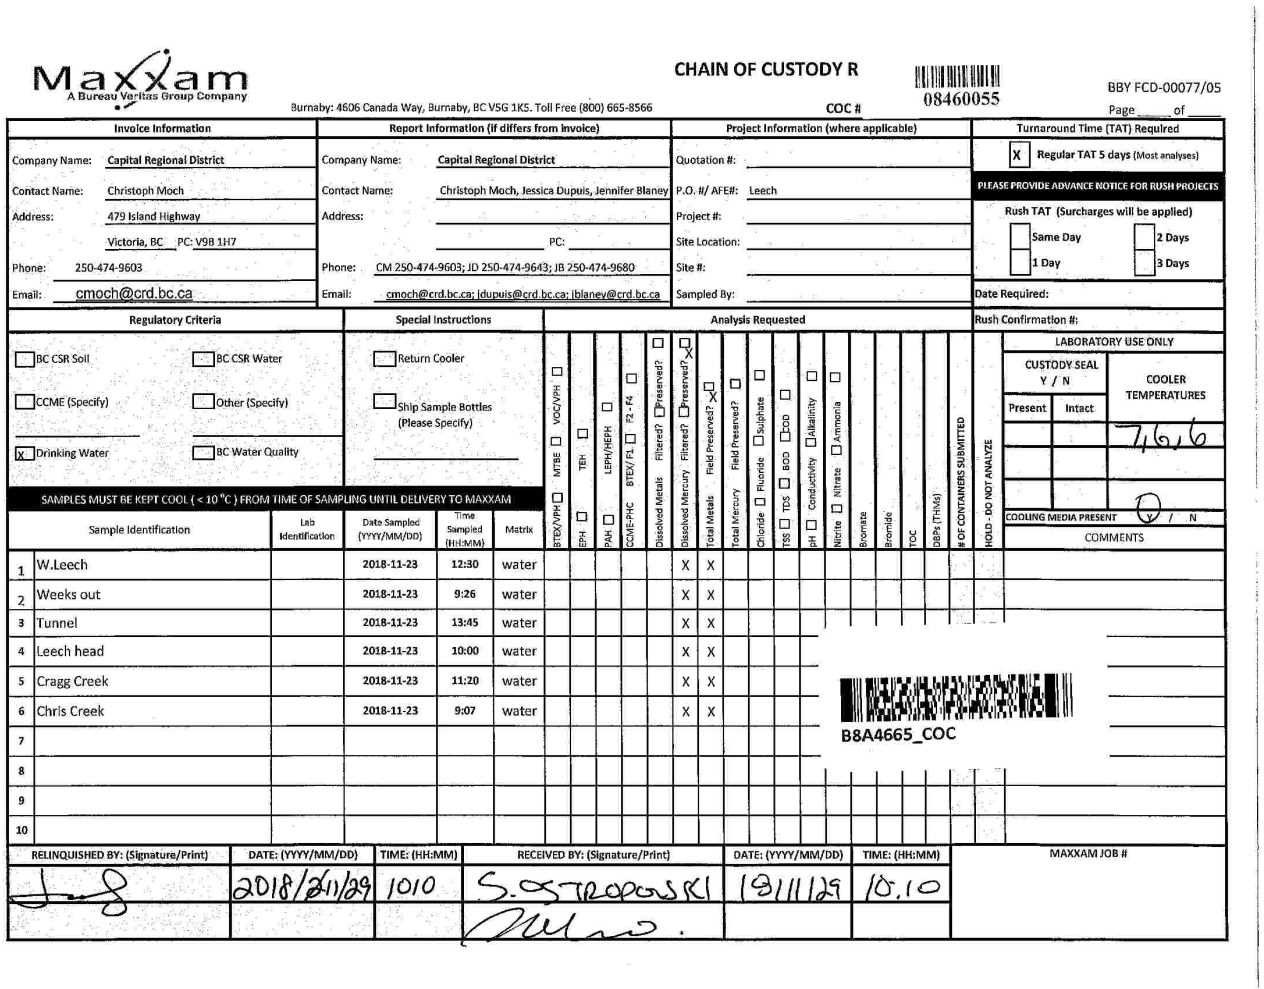 Maxxam
A Bureau Veritas Group Company
CHAIN OF CUSTODY R
08460055
BBY FCD-00077/05
Burnaby: 4606 Canada Way, Burnaby, BC V5G 1K5. Toll Free (800) 665-8566
COC #
Page ____ of ____
Invoice Information
Report Information (if differs from invoice)
Project Information (where applicable)
Turnaround Time (TAT) Required
Company Name: Capital Regional District
Company Name: Capital Regional District
Quotation #:
X Regular TAT 5 days (Most analyses)
Contact Name: Christoph Moch
Contact Name: Christoph Moch, Jessica Dupuis, Jennifer Blaney
P.O. #/ AFE#: Leech
PLEASE PROVIDE ADVANCE NOTICE FOR RUSH PROJECTS
Address: 479 Island Highway
Address:
Project #:
Rush TAT (Surcharges will be applied)
Victoria, BC PC: V9B 1H7
PC:
Site Location:
Same Day
2 Days
Phone: 250-474-9603
Phone: CM 250-474-9603; JD 250-474-9643; JB 250-474-9680
Site #:
1 Day
3 Days
Email: cmoch@crd.bc.ca
Email: cmoch@crd.bc.ca; jdupuis@crd.bc.ca; jblaney@crd.bc.ca
Sampled By:
Date Required:
Regulatory Criteria
Special Instructions
Analysis Requested
Rush Confirmation #:
BC CSR Soil
BC CSR Water
Return Cooler
LABORATORY USE ONLY
CUSTODY SEAL
Y / N
COOLER
TEMPERATURES
CCME (Specify)
Other (Specify)
Ship Sample Bottles
(Please Specify)
Present
Intact
7,6,6
X Drinking Water
BC Water Quality
SAMPLES MUST BE KEPT COOL ( < 10 °C ) FROM TIME OF SAMPLING UNTIL DELIVERY TO MAXXAM
COOLING MEDIA PRESENT Y / N
Sample Identification
Lab
Identification
Date Sampled
(YYYY/MM/DD)
Time
Sampled
(HH:MM)
Matrix
BTEX/VPH MTBE VOC/VPH
EPH TEH
PAH LEPH/HEPH
CCME-PHC BTEX/ F1 F2 - F4
Dissolved Metals Filtered? Preserved?
Dissolved Mercury Filtered? Preserved? X
Total Metals Field Preserved? X
Total Mercury Field Preserved?
Chloride Fluoride Sulphate
TSS TDS BOD COD
pH Conductivity Alkalinity
Nitrite Nitrate Ammonia
Bromate
Bromide
TOC
DBPs (THMs)
# OF CONTAINERS SUBMITTED
HOLD - DO NOT ANALYZE
COMMENTS
1 W.Leech 2018-11-23 12:30 water X X
2 Weeks out 2018-11-23 9:26 water X X
3 Tunnel 2018-11-23 13:45 water X X
4 Leech head 2018-11-23 10:00 water X X
5 Cragg Creek 2018-11-23 11:20 water X X
6 Chris Creek 2018-11-23 9:07 water X X
B8A4665_COC
7
8
9
10
RELINQUISHED BY: (Signature/Print)
DATE: (YYYY/MM/DD)
TIME: (HH:MM)
RECEIVED BY: (Signature/Print)
DATE: (YYYY/MM/DD)
TIME: (HH:MM)
MAXXAM JOB #
2018/11/29 1010 S. OSTROPOWSKI 18/11/29 10:10